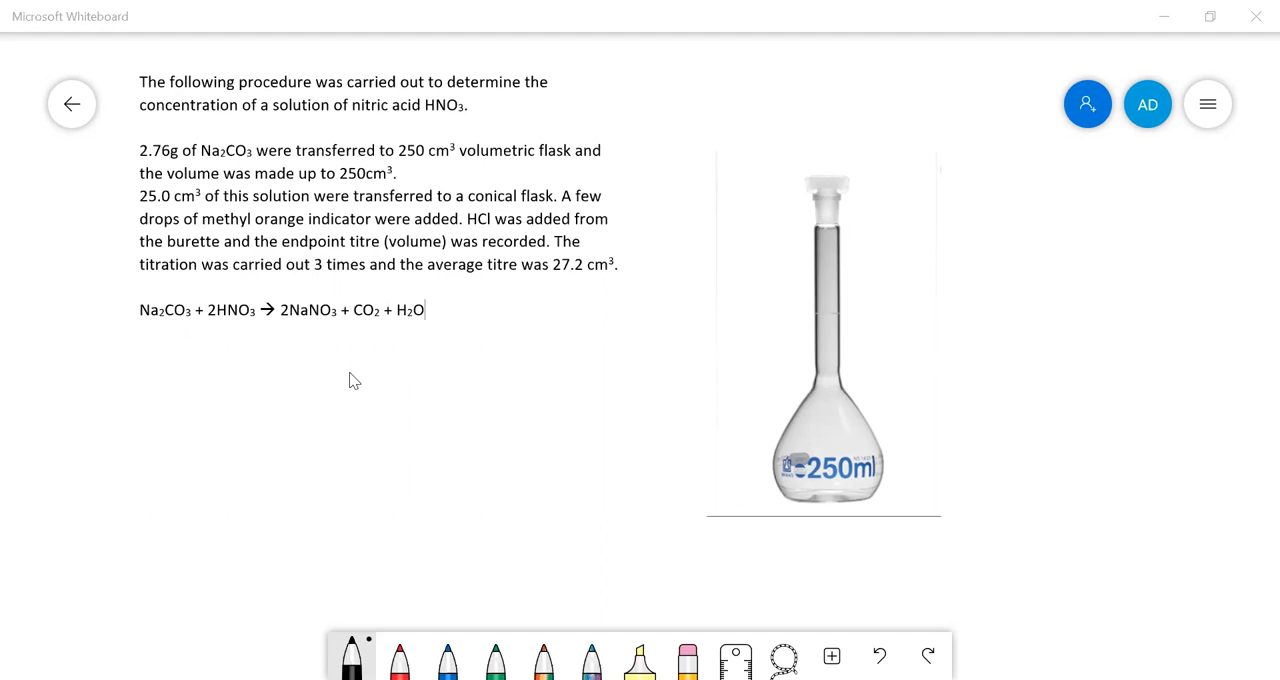 Microsoft Whiteboard
The following procedure was carried out to determine the
concentration of a solution of nitric acid HNO₃.
AD
2.76g of Na₂CO₃ were transferred to 250 cm³ volumetric flask and
the volume was made up to 250cm³.
25.0 cm³ of this solution were transferred to a conical flask. A few
drops of methyl orange indicator were added. HCl was added from
the burette and the endpoint titre (volume) was recorded. The
titration was carried out 3 times and the average titre was 27.2 cm³.
Na₂CO₃ + 2HNO₃ → 2NaNO₃ + CO₂ + H₂O
250ml